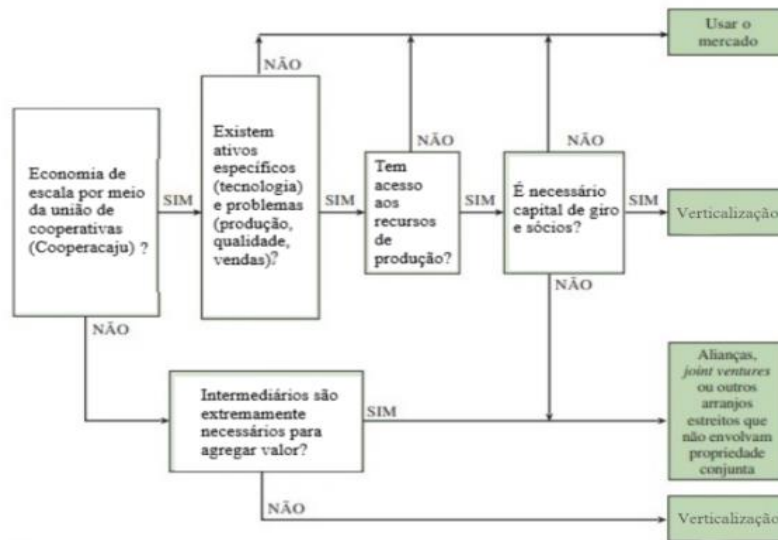 Usar o
mercado
NÃO
NÃO
NÃO
Economia de
escala por meio
da união de
cooperativas
(Cooperacaju) ?
SIM
Existem
ativos
específicos
(tecnologia)
e problemas
(produção,
qualidade,
vendas)?
SIM
Tem
acesso
aos
recursos
de
produção?
SIM
É necessário
capital de giro
e sócios?
SIM
Verticalização
NÃO
NÃO
Intermediários são
extremamente
necessários para
agregar valor?
SIM
Alianças,
joint ventures
ou outros
arranjos
estreitos que
não envolvam
propriedade
conjunta
NÃO
Verticalização